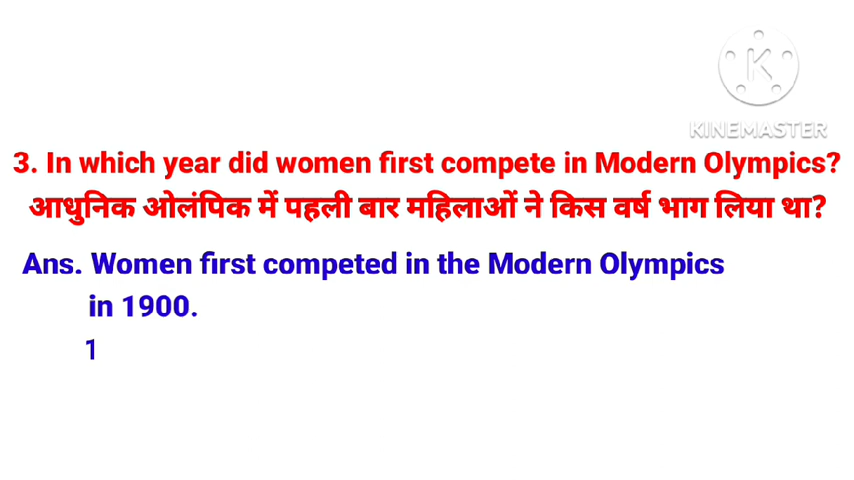 K
KINEMASTER
3. In which year did women first compete in Modern Olympics?
आधुनिक ओलंपिक में पहली बार महिलाओं ने किस वर्ष भाग लिया था?
Ans. Women first competed in the Modern Olympics
in 1900.
1